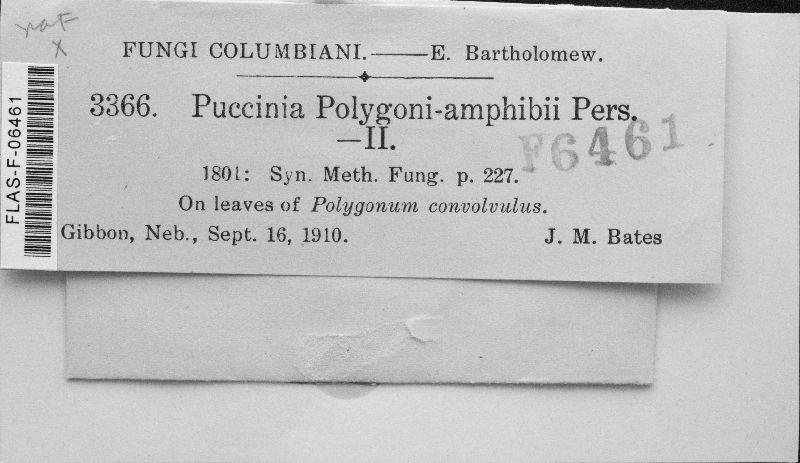 FUNGI COLUMBIANI.——E. Bartholomew.
3366. Puccinia Polygoni-amphibii Pers.
—II.
F6461
1801: Syn. Meth. Fung. p. 227.
On leaves of Polygonum convolvulus.
Gibbon, Neb., Sept. 16, 1910. J. M. Bates
FLAS-F-06461